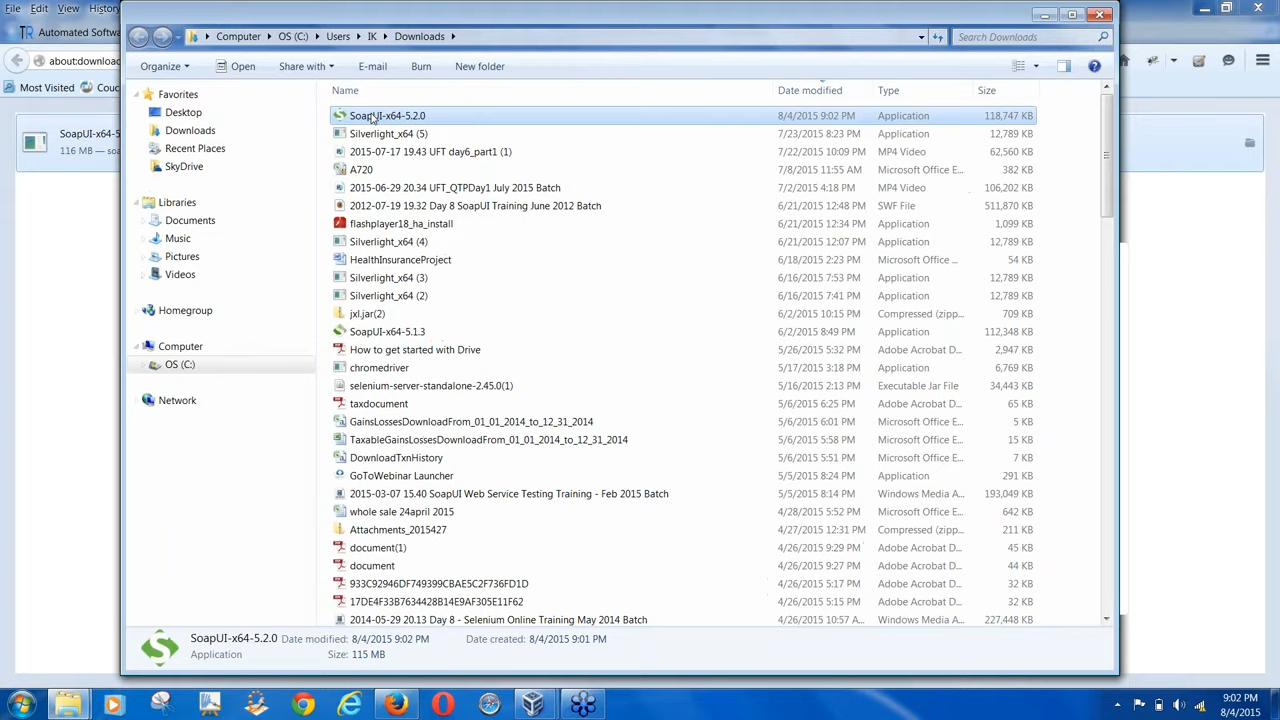 File Edit View History
Automated Softwa
about:download
Most Visited Couc
SoapUI-x64-5
116 MB — soa
Computer OS (C:) Users IK Downloads
Search Downloads
Organize Open Share with E-mail Burn New folder
Favorites
Desktop
Downloads
Recent Places
SkyDrive
Libraries
Documents
Music
Pictures
Videos
Homegroup
Computer
OS (C:)
Network
Name Date modified Type Size
SoapUI-x64-5.2.0 8/4/2015 9:02 PM Application 118,747 KB
Silverlight_x64 (5) 7/23/2015 8:23 PM Application 12,789 KB
2015-07-17 19.43 UFT day6_part1 (1) 7/22/2015 10:09 PM MP4 Video 62,560 KB
A720 7/8/2015 11:55 AM Microsoft Office E... 382 KB
2015-06-29 20.34 UFT_QTPDay1 July 2015 Batch 7/2/2015 4:18 PM MP4 Video 106,202 KB
2012-07-19 19.32 Day 8 SoapUI Training June 2012 Batch 6/21/2015 12:48 PM SWF File 511,870 KB
flashplayer18_ha_install 6/21/2015 12:34 PM Application 1,099 KB
Silverlight_x64 (4) 6/21/2015 12:07 PM Application 12,789 KB
HealthInsuranceProject 6/18/2015 2:23 PM Microsoft Office ... 54 KB
Silverlight_x64 (3) 6/16/2015 7:53 PM Application 12,789 KB
Silverlight_x64 (2) 6/16/2015 7:41 PM Application 12,789 KB
jxl.jar(2) 6/2/2015 10:15 PM Compressed (zipp... 709 KB
SoapUI-x64-5.1.3 6/2/2015 8:49 PM Application 112,348 KB
How to get started with Drive 5/26/2015 5:32 PM Adobe Acrobat D... 2,947 KB
chromedriver 5/17/2015 3:18 PM Application 6,769 KB
selenium-server-standalone-2.45.0(1) 5/16/2015 2:13 PM Executable Jar File 34,443 KB
taxdocument 5/6/2015 6:25 PM Adobe Acrobat D... 65 KB
GainsLossesDownloadFrom_01_01_2014_to_12_31_2014 5/6/2015 6:01 PM Microsoft Office E... 5 KB
TaxableGainsLossesDownloadFrom_01_01_2014_to_12_31_2014 5/6/2015 5:58 PM Microsoft Office E... 15 KB
DownloadTxnHistory 5/6/2015 5:51 PM Microsoft Office E... 7 KB
GoToWebinar Launcher 5/5/2015 8:24 PM Application 291 KB
2015-03-07 15.40 SoapUI Web Service Testing Training - Feb 2015 Batch 5/5/2015 8:14 PM Windows Media A... 193,049 KB
whole sale 24april 2015 4/28/2015 5:52 PM Microsoft Office E... 642 KB
Attachments_2015427 4/27/2015 12:31 PM Compressed (zipp... 211 KB
document(1) 4/26/2015 9:29 PM Adobe Acrobat D... 45 KB
document 4/26/2015 9:27 PM Adobe Acrobat D... 44 KB
933C92946DF749399CBAE5C2F736FD1D 4/26/2015 5:17 PM Adobe Acrobat D... 32 KB
17DE4F33B7634428B14E9AF305E11F62 4/26/2015 5:15 PM Adobe Acrobat D... 32 KB
2014-05-29 20.13 Day 8 - Selenium Online Training May 2014 Batch 4/26/2015 10:57 A... Windows Media A... 227,448 KB
SoapUI-x64-5.2.0 Date modified: 8/4/2015 9:02 PM Date created: 8/4/2015 9:01 PM
Application Size: 115 MB
9:02 PM
8/4/2015